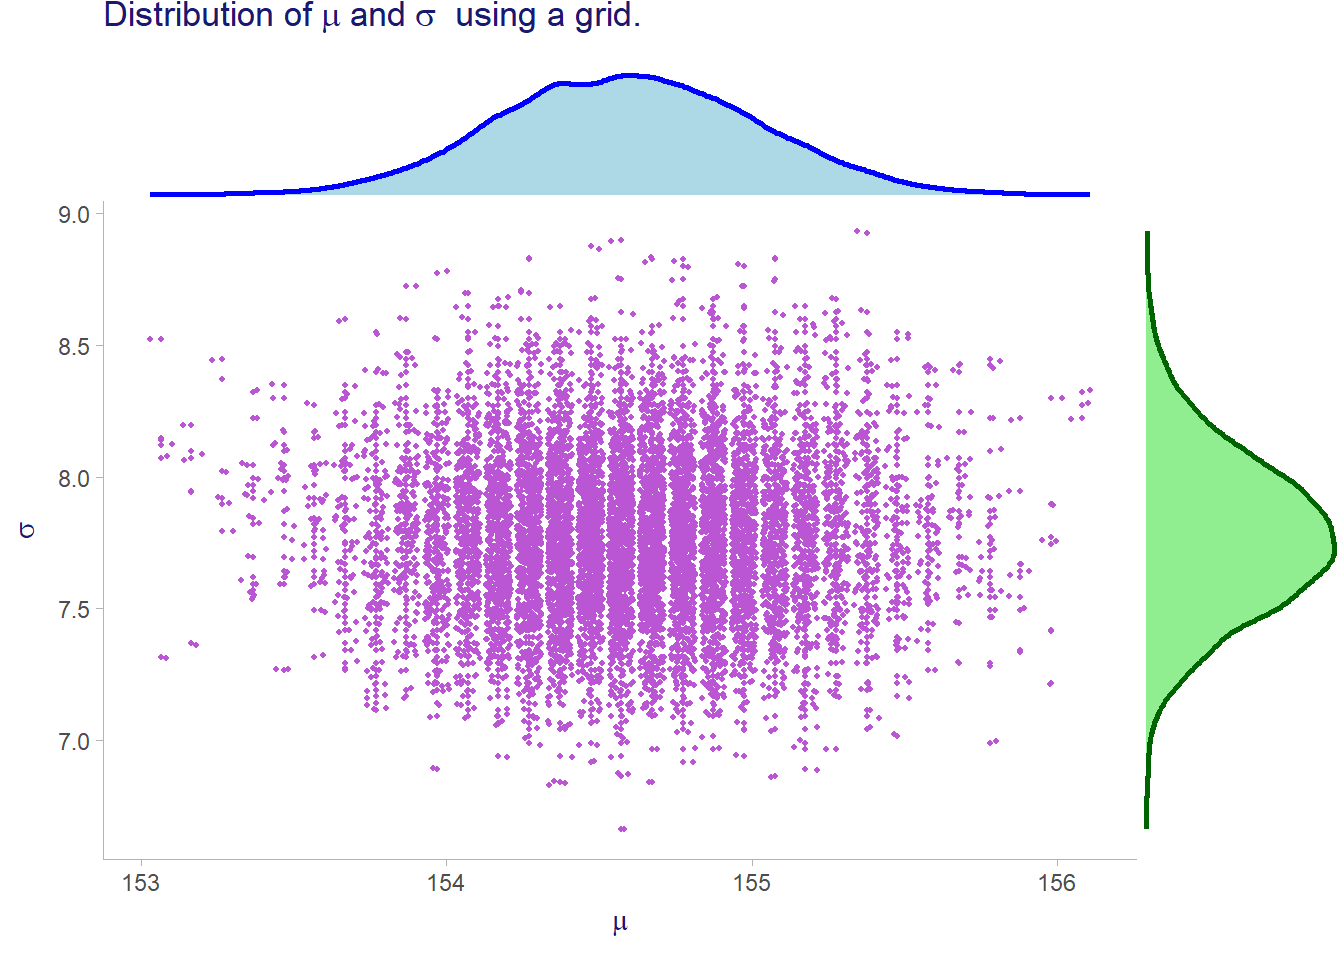 Distribution of μ and σ  using a grid.
9.0
8.5
8.0
7.5
7.0
σ
153 154 155 156
μ